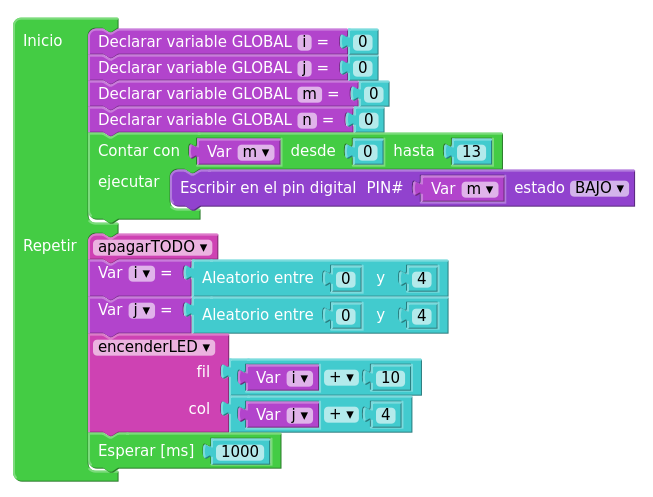 Inicio
Declarar variable GLOBAL i = 0
Declarar variable GLOBAL j = 0
Declarar variable GLOBAL m = 0
Declarar variable GLOBAL n = 0
Contar con Var m ▾ desde 0 hasta 13
ejecutar Escribir en el pin digital PIN# Var m ▾ estado BAJO ▾
Repetir apagarTODO ▾
Var i ▾ = Aleatorio entre 0 y 4
Var j ▾ = Aleatorio entre 0 y 4
encenderLED ▾
fil Var i ▾ + ▾ 10
col Var j ▾ + ▾ 4
Esperar [ms] 1000